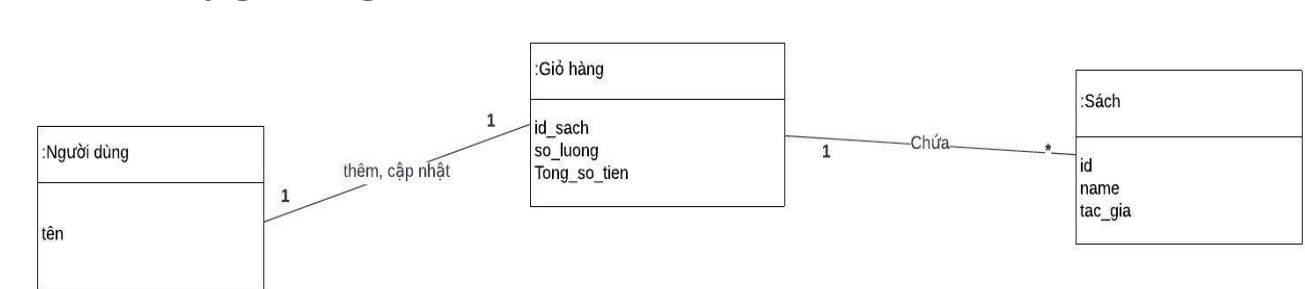 :Người dùng
tên
1
thêm, cập nhật
1
:Giỏ hàng
id_sach
so_luong
Tong_so_tien
1
Chứa
*
:Sách
id
name
tac_gia